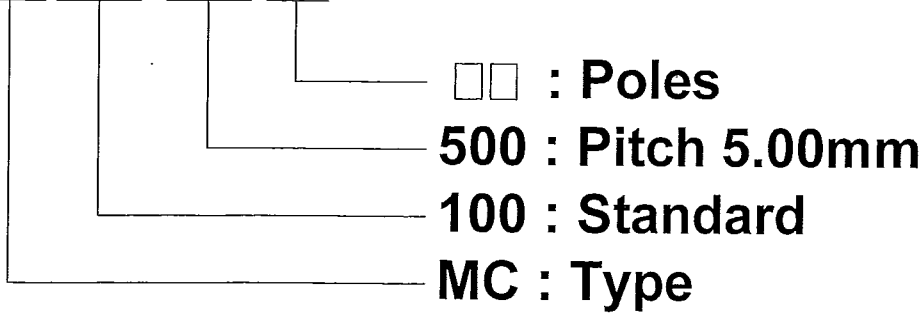 □□ : Poles
500 : Pitch 5.00mm
100 : Standard
MC : Type